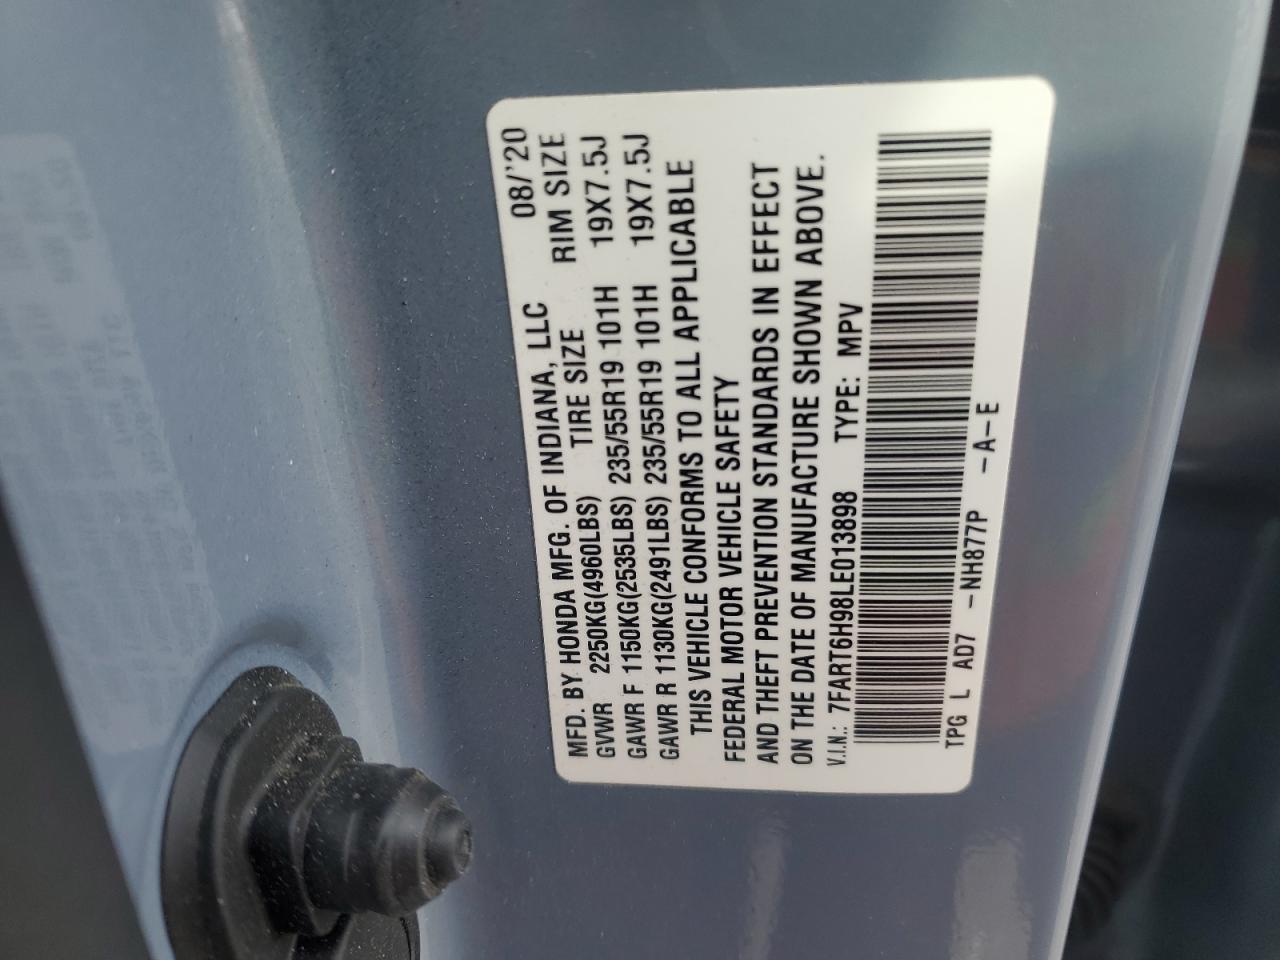 MFD. BY HONDA MFG. OF INDIANA, LLC 08/'20
TIRE SIZE RIM SIZE
GVWR 2250KG(4960LBS)
GAWR F 1150KG(2535LBS) 235/55R19 101H 19X7.5J
GAWR R 1130KG(2491LBS) 235/55R19 101H 19X7.5J
THIS VEHICLE CONFORMS TO ALL APPLICABLE
FEDERAL MOTOR VEHICLE SAFETY
AND THEFT PREVENTION STANDARDS IN EFFECT
ON THE DATE OF MANUFACTURE SHOWN ABOVE.
V.I.N.: 7FART6H98LE013898 TYPE: MPV
TPG L AD7 -NH877P -A-E